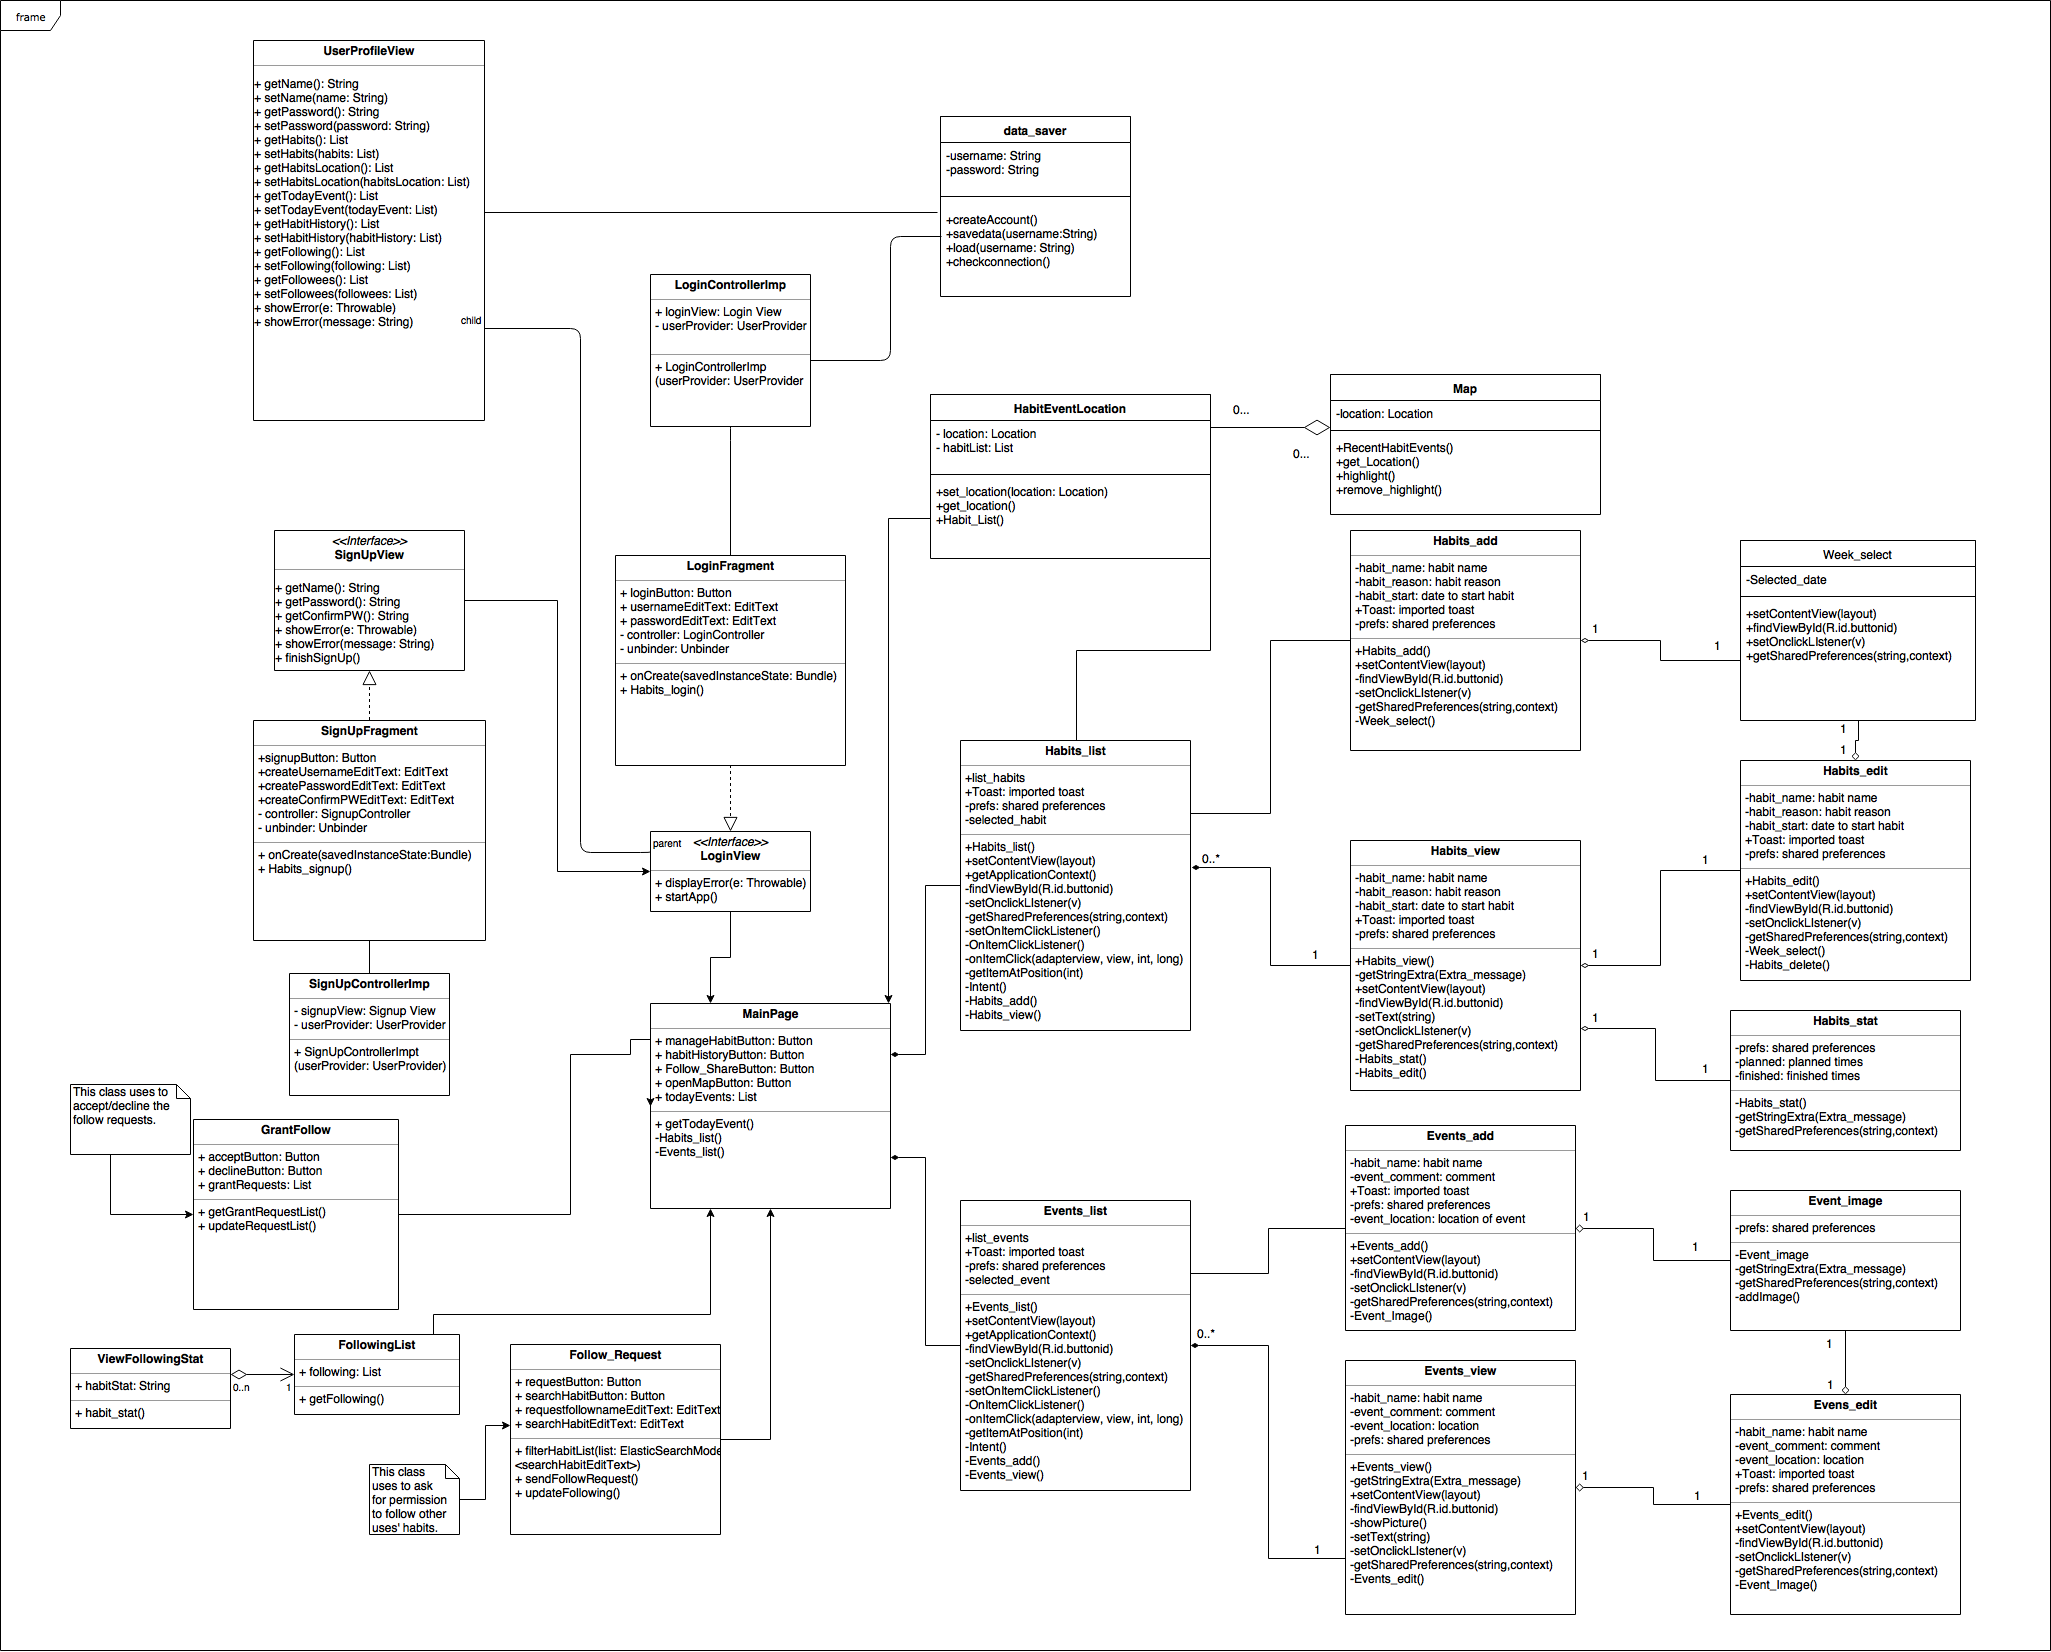 frame
UserProfileView
+ getName(): String
+ setName(name: String)
+ getPassword(): String
+ setPassword(password: String)
+ getHabits(): List
+ setHabits(habits: List)
+ getHabitsLocation(): List
+ setHabitsLocation(habitsLocation: List)
+ getTodayEvent(): List
+ setTodayEvent(todayEvent: List)
+ getHabitHistory(): List
+ setHabitHistory(habitHistory: List)
+ getFollowing(): List
+ setFollowing(following: List)
+ getFollowees(): List
+ setFollowees(followees: List)
+ showError(e: Throwable)
+ showError(message: String)
child
data_saver
-username: String
-password: String
+createAccount()
+savedata(username:String)
+load(username: String)
+checkconnection()
LoginControllerImp
+ loginView: Login View
- userProvider: UserProvider
+ LoginControllerImp
(userProvider: UserProvider
HabitEventLocation
- location: Location
- habitList: List
+set_location(location: Location)
+get_location()
+Habit_List()
0...
0...
Map
-location: Location
+RecentHabitEvents()
+get_Location()
+highlight()
+remove_highlight()
<<Interface>>
SignUpView
+ getName(): String
+ getPassword(): String
+ getConfirmPW(): String
+ showError(e: Throwable)
+ showError(message: String)
+ finishSignUp()
LoginFragment
+ loginButton: Button
+ usernameEditText: EditText
+ passwordEditText: EditText
- controller: LoginController
- unbinder: Unbinder
+ onCreate(savedInstanceState: Bundle)
+ Habits_login()
Habits_add
-habit_name: habit name
-habit_reason: habit reason
-habit_start: date to start habit
+Toast: imported toast
-prefs: shared preferences
+Habits_add()
+setContentView(layout)
-findViewById(R.id.buttonid)
-setOnclickLIstener(v)
-getSharedPreferences(string,context)
-Week_select()
1
1
Week_select
-Selected_date
+setContentView(layout)
+findViewById(R.id.buttonid)
+setOnclickLIstener(v)
+getSharedPreferences(string,context)
1
1
SignUpFragment
+signupButton: Button
+createUsernameEditText: EditText
+createPasswordEditText: EditText
+createConfirmPWEditText: EditText
- controller: SignupController
- unbinder: Unbinder
+ onCreate(savedInstanceState:Bundle)
+ Habits_signup()
parent
<<Interface>>
LoginView
+ displayError(e: Throwable)
+ startApp()
Habits_list
+list_habits
+Toast: imported toast
-prefs: shared preferences
-selected_habit
+Habits_list()
+setContentView(layout)
+getApplicationContext()
-findViewById(R.id.buttonid)
-setOnclickLIstener(v)
-getSharedPreferences(string,context)
-setOnItemClickListener()
-OnItemClickListener()
-onItemClick(adapterview, view, int, long)
-getItemAtPosition(int)
-Intent()
-Habits_add()
-Habits_view()
0..*
1
Habits_view
-habit_name: habit name
-habit_reason: habit reason
-habit_start: date to start habit
+Toast: imported toast
-prefs: shared preferences
+Habits_view()
-getStringExtra(Extra_message)
+setContentView(layout)
-findViewById(R.id.buttonid)
-setText(string)
-setOnclickLIstener(v)
-getSharedPreferences(string,context)
-Habits_stat()
-Habits_edit()
1
1
1
1
Habits_edit
-habit_name: habit name
-habit_reason: habit reason
-habit_start: date to start habit
+Toast: imported toast
-prefs: shared preferences
+Habits_edit()
+setContentView(layout)
-findViewById(R.id.buttonid)
-setOnclickLIstener(v)
-getSharedPreferences(string,context)
-Week_select()
-Habits_delete()
SignUpControllerImp
- signupView: Signup View
- userProvider: UserProvider
+ SignUpControllerImpt
(userProvider: UserProvider)
MainPage
+ manageHabitButton: Button
+ habitHistoryButton: Button
+ Follow_ShareButton: Button
+ openMapButton: Button
+ todayEvents: List
+ getTodayEvent()
-Habits_list()
-Events_list()
Habits_stat
-prefs: shared preferences
-planned: planned times
-finished: finished times
-Habits_stat()
-getStringExtra(Extra_message)
-getSharedPreferences(string,context)
This class uses to
accept/decline the
follow requests.
GrantFollow
+ acceptButton: Button
+ declineButton: Button
+ grantRequests: List
+ getGrantRequestList()
+ updateRequestList()
Events_add
-habit_name: habit name
-event_comment: comment
+Toast: imported toast
-prefs: shared preferences
-event_location: location of event
+Events_add()
+setContentView(layout)
-findViewById(R.id.buttonid)
-setOnclickLIstener(v)
-getSharedPreferences(string,context)
-Event_Image()
1
1
Event_image
-prefs: shared preferences
-Event_image
-getStringExtra(Extra_message)
-getSharedPreferences(string,context)
-addImage()
1
1
Events_list
+list_events
+Toast: imported toast
-prefs: shared preferences
-selected_event
+Events_list()
+setContentView(layout)
+getApplicationContext()
-findViewById(R.id.buttonid)
-setOnclickLIstener(v)
-getSharedPreferences(string,context)
-setOnItemClickListener()
-OnItemClickListener()
-onItemClick(adapterview, view, int, long)
-getItemAtPosition(int)
-Intent()
-Events_add()
-Events_view()
0..*
1
ViewFollowingStat
+ habitStat: String
+ habit_stat()
0..n
1
FollowingList
+ following: List
+ getFollowing()
Follow_Request
+ requestButton: Button
+ searchHabitButton: Button
+ requestfollownameEditText: EditText
+ searchHabitEditText: EditText
+ filterHabitList(list: ElasticSearchMode
<searchHabitEditText>)
+ sendFollowRequest()
+ updateFollowing()
This class
uses to ask
for permission
to follow other
uses' habits.
Events_view
-habit_name: habit name
-event_comment: comment
-event_location: location
-prefs: shared preferences
+Events_view()
-getStringExtra(Extra_message)
+setContentView(layout)
-findViewById(R.id.buttonid)
-showPicture()
-setText(string)
-setOnclickLIstener(v)
-getSharedPreferences(string,context)
-Events_edit()
1
1
Evens_edit
-habit_name: habit name
-event_comment: comment
-event_location: location
+Toast: imported toast
-prefs: shared preferences
+Events_edit()
+setContentView(layout)
-findViewById(R.id.buttonid)
-setOnclickLIstener(v)
-getSharedPreferences(string,context)
-Event_Image()